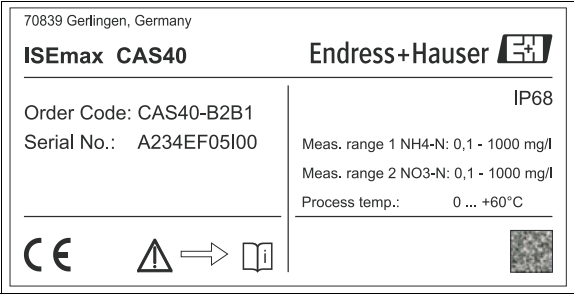 70839 Gerlingen, Germany
ISEmax CAS40
Endress+Hauser EH
Order Code: CAS40-B2B1
Serial No.: A234EF05I00
IP68
Meas. range 1 NH4-N: 0,1 - 1000 mg/l
Meas. range 2 NO3-N: 0,1 - 1000 mg/l
Process temp.: 0 ... +60°C
CE
i